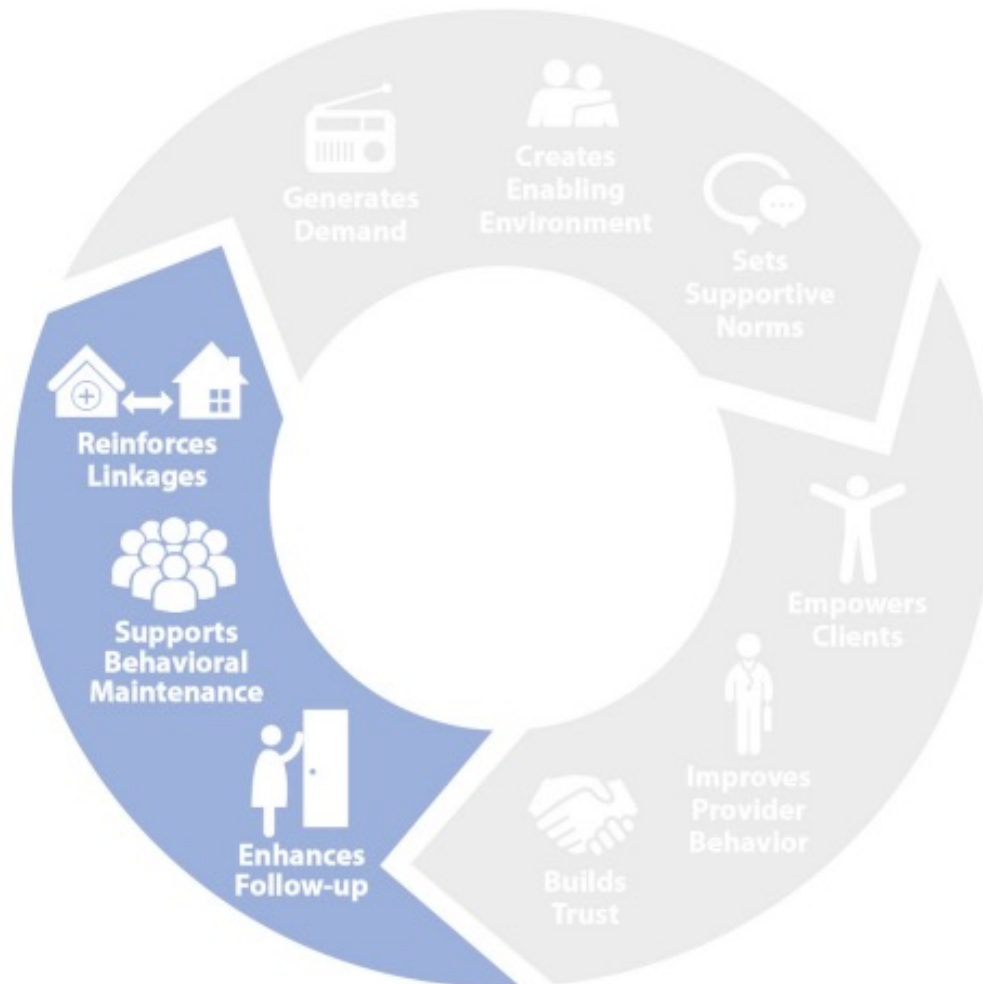 Generates
Demand
Creates
Enabling
Environment
Sets
Supportive
Norms
Empowers
Clients
Improves
Provider
Behavior
Builds
Trust
Enhances
Follow-up
Supports
Behavioral
Maintenance
Reinforces
Linkages